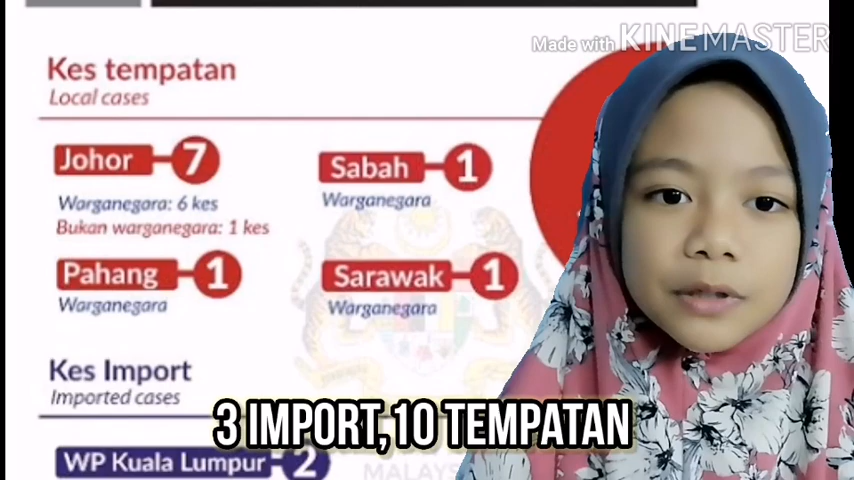 Made with KINEMASTER
Kes tempatan
Local cases
Johor 7
Sabah 1
Warganegara: 6 kes
Warganegara
Bukan warganegara: 1 kes
Pahang 1
Sarawak 1
Warganegara
Warganegara
Kes Import
Imported cases
3 IMPORT, 10 TEMPATAN
WP Kuala Lumpur 2
MALAYS